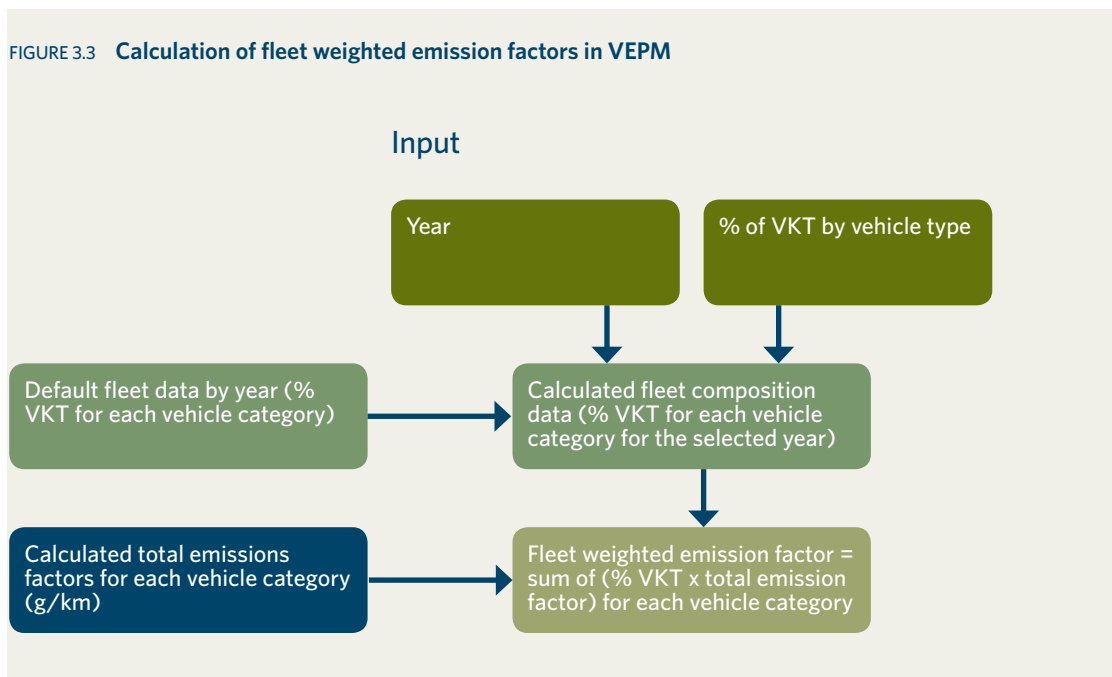 FIGURE 3.3 Calculation of fleet weighted emission factors in VEPM
Input
Year
% of VKT by vehicle type
Default fleet data by year (%
VKT for each vehicle category)
Calculated fleet composition
data (% VKT for each vehicle
category for the selected year)
Calculated total emissions
factors for each vehicle category
(g/km)
Fleet weighted emission factor =
sum of (% VKT x total emission
factor) for each vehicle category